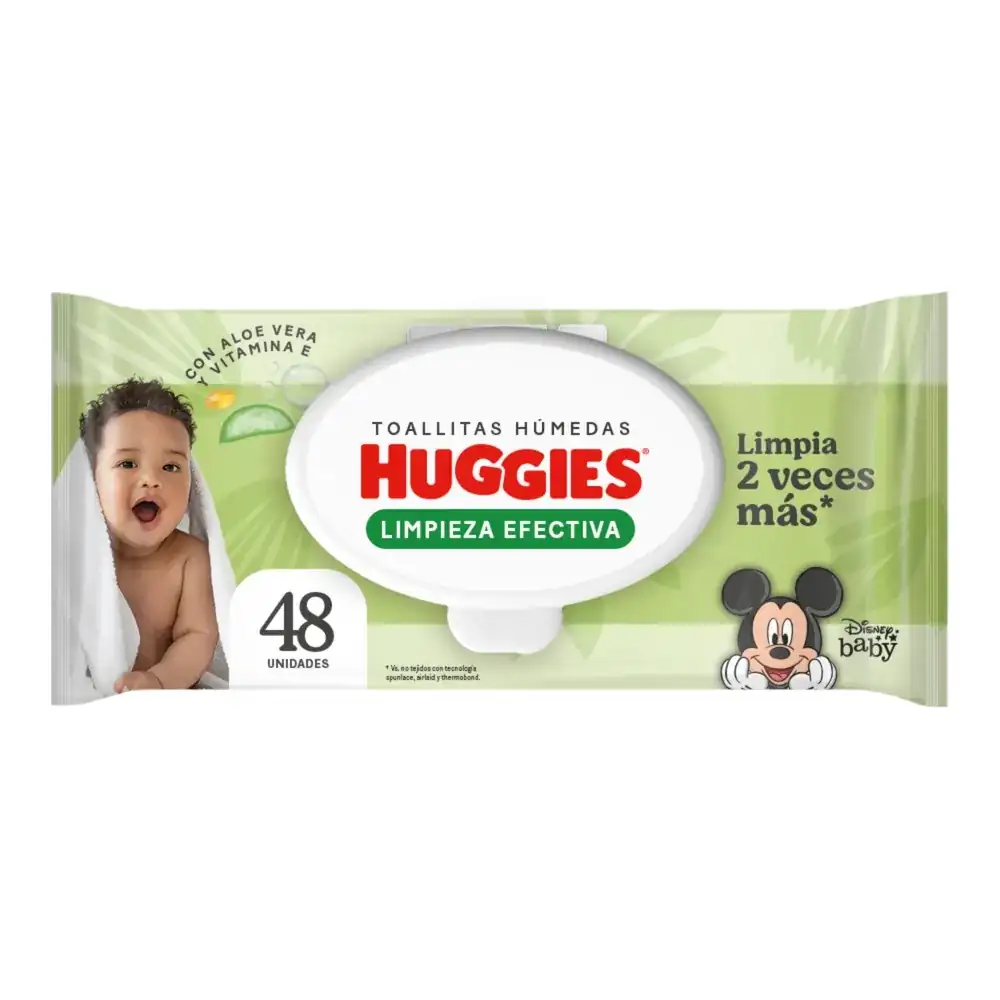 CON ALOE VERA
Y VITAMINA E
TOALLITAS HÚMEDAS
HUGGIES®
LIMPIEZA EFECTIVA
Limpia
2 veces
más*
48
UNIDADES
* Vs. no tejidos con tecnología
spunlace, airlaid y thermobond.
Disney
baby